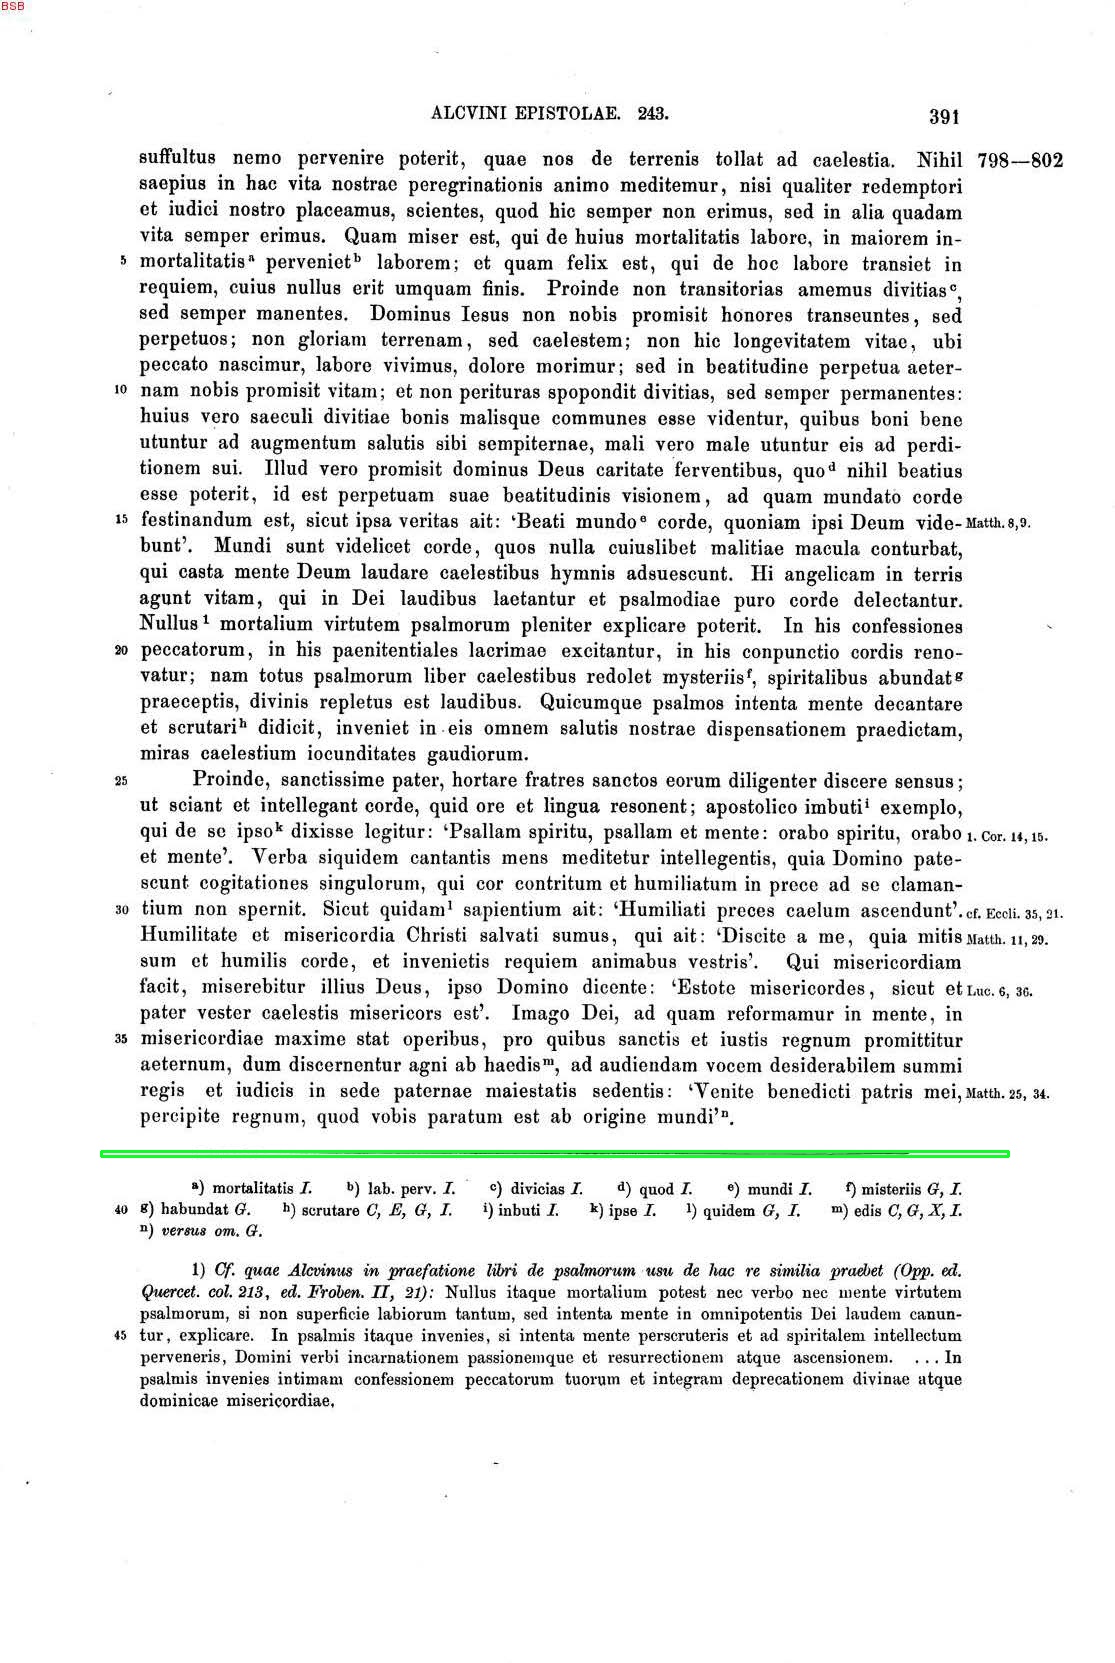 BSB
ALCVINI EPISTOLAE. 243.
391
suffultus nemo pervenire poterit, quae nos de terrenis tollat ad caelestia. Nihil 798—802
saepius in hac vita nostrae peregrinationis animo meditemur, nisi qualiter redemptori
et iudici nostro placeamus, scientes, quod hic semper non erimus, sed in alia quadam
vita semper erimus. Quam miser est, qui de huius mortalitatis labore, in maiorem in-
5 mortalitatis a perveniet b laborem; et quam felix est, qui de hoc labore transiet in
requiem, cuius nullus erit umquam finis. Proinde non transitorias amemus divitias c,
sed semper manentes. Dominus Iesus non nobis promisit honores transeuntes, sed
perpetuos; non gloriam terrenam, sed caelestem; non hic longevitatem vitae, ubi
peccato nascimur, labore vivimus, dolore morimur; sed in beatitudine perpetua aeter-
10 nam nobis promisit vitam; et non perituras spopondit divitias, sed semper permanentes:
huius vero saeculi divitiae bonis malisque communes esse videntur, quibus boni bene
utuntur ad augmentum salutis sibi sempiternae, mali vero male utuntur eis ad perdi-
tionem sui. Illud vero promisit dominus Deus caritate ferventibus, quo d nihil beatius
esse poterit, id est perpetuam suae beatitudinis visionem, ad quam mundato corde
15 festinandum est, sicut ipsa veritas ait: ‘Beati mundo e corde, quoniam ipsi Deum vide- Matth. 8, 9.
bunt’. Mundi sunt videlicet corde, quos nulla cuiuslibet malitiae macula conturbat,
qui casta mente Deum laudare caelestibus hymnis adsuescunt. Hi angelicam in terris
agunt vitam, qui in Dei laudibus laetantur et psalmodiae puro corde delectantur.
Nullus 1 mortalium virtutem psalmorum pleniter explicare poterit. In his confessiones
20 peccatorum, in his paenitentiales lacrimae excitantur, in his conpunctio cordis reno-
vatur; nam totus psalmorum liber caelestibus redolet mysteriis f, spiritalibus abundat g
praeceptis, divinis repletus est laudibus. Quicumque psalmos intenta mente decantare
et scrutari h didicit, inveniet in eis omnem salutis nostrae dispensationem praedictam,
miras caelestium iocunditates gaudiorum.
25 Proinde, sanctissime pater, hortare fratres sanctos eorum diligenter discere sensus;
ut sciant et intellegant corde, quid ore et lingua resonent; apostolico imbuti i exemplo,
qui de se ipso k dixisse legitur: ‘Psallam spiritu, psallam et mente: orabo spiritu, orabo 1. Cor. 14, 15.
et mente’. Verba siquidem cantantis mens meditetur intellegentis, quia Domino pate-
scunt cogitationes singulorum, qui cor contritum et humiliatum in prece ad se claman-
30 tium non spernit. Sicut quidam l sapientium ait: ‘Humiliati preces caelum ascendunt’. cf. Eccli. 35, 21.
Humilitate et misericordia Christi salvati sumus, qui ait: ‘Discite a me, quia mitis Matth. 11, 29.
sum et humilis corde, et invenietis requiem animabus vestris’. Qui misericordiam
facit, miserebitur illius Deus, ipso Domino dicente: ‘Estote misericordes, sicut et Luc. 6, 36.
pater vester caelestis misericors est’. Imago Dei, ad quam reformamur in mente, in
35 misericordiae maxime stat operibus, pro quibus sanctis et iustis regnum promittitur
aeternum, dum discernentur agni ab haedis m, ad audiendam vocem desiderabilem summi
regis et iudicis in sede paternae maiestatis sedentis: ‘Venite benedicti patris mei, Matth. 25, 34.
percipite regnum, quod vobis paratum est ab origine mundi’ n.
a) mortalitatis I. b) lab. perv. I. c) divicias I. d) quod I. e) mundi I. f) misteriis G, I.
40 g) habundat G. h) scrutare C, E, G, I. i) inbuti I. k) ipse I. l) quidem G, I. m) edis C, G, X, I.
n) versus om. G.
1) Cf. quae Alcvinus in praefatione libri de psalmorum usu de hac re similia praebet (Opp. ed.
Quercet. col. 213, ed. Froben. II, 21): Nullus itaque mortalium potest nec verbo nec mente virtutem
psalmorum, si non superficie labiorum tantum, sed intenta mente in omnipotentis Dei laudem canun-
45 tur, explicare. In psalmis itaque invenies, si intenta mente perscruteris et ad spiritalem intellectum
perveneris, Domini verbi incarnationem passionemque et resurrectionem atque ascensionem. . . . In
psalmis invenies intimam confessionem peccatorum tuorum et integram deprecationem divinae atque
dominicae misericordiae.